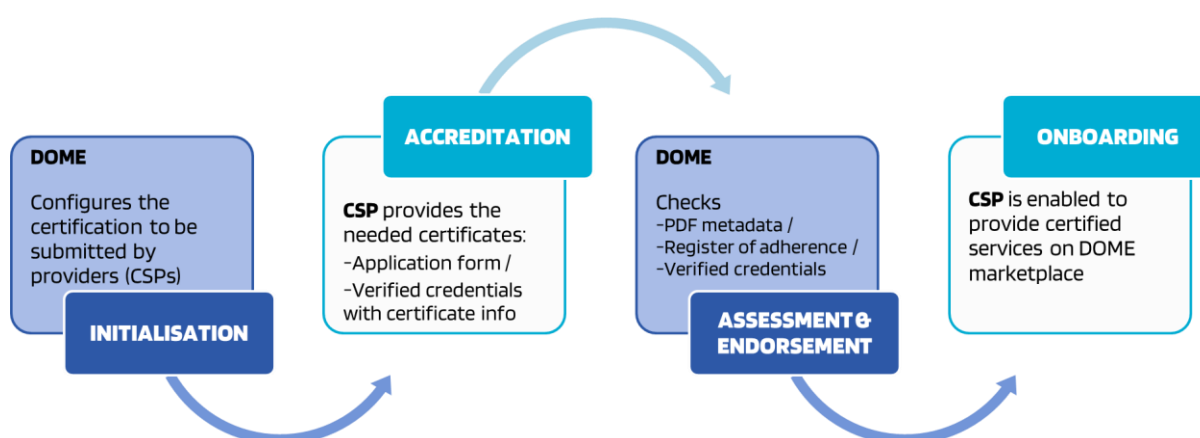 DOME
Configures the
certification to be
submitted by
providers (CSPs)
INITIALISATION
ACCREDITATION
CSP provides the
needed certificates:
-Application form /
-Verified credentials
with certificate info
DOME
Checks
-PDF metadata /
-Register of adherence /
-Verified credentials
ASSESSMENT &
ENDORSEMENT
ONBOARDING
CSP is enabled to
provide certified
services on DOME
marketplace